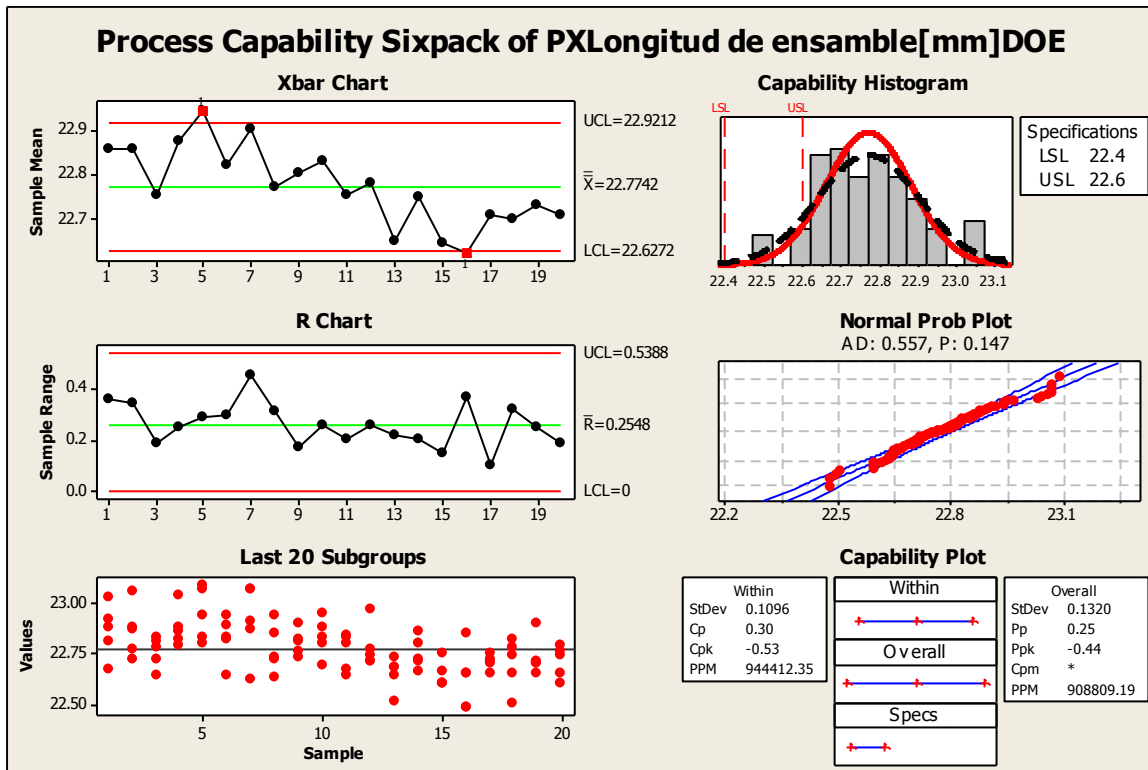 Process Capability Sixpack of PXLongitud de ensamble[mm]DOE
Xbar Chart
Sample Mean
22.9
22.8
22.7
1
1
UCL=22.9212
X=22.7742
LCL=22.6272
1 3 5 7 9 11 13 15 17 19
Capability Histogram
LSL USL
22.4 22.5 22.6 22.7 22.8 22.9 23.0 23.1
Specifications
LSL 22.4
USL 22.6
R Chart
Sample Range
0.4
0.2
0.0
UCL=0.5388
R=0.2548
LCL=0
1 3 5 7 9 11 13 15 17 19
Normal Prob Plot
AD: 0.557, P: 0.147
22.2 22.5 22.8 23.1
Last 20 Subgroups
Values
23.00
22.75
22.50
5 10 15 20
Sample
Capability Plot
Within
StDev 0.1096
Cp 0.30
Cpk -0.53
PPM 944412.35
Within
Overall
Specs
Overall
StDev 0.1320
Pp 0.25
Ppk -0.44
Cpm *
PPM 908809.19